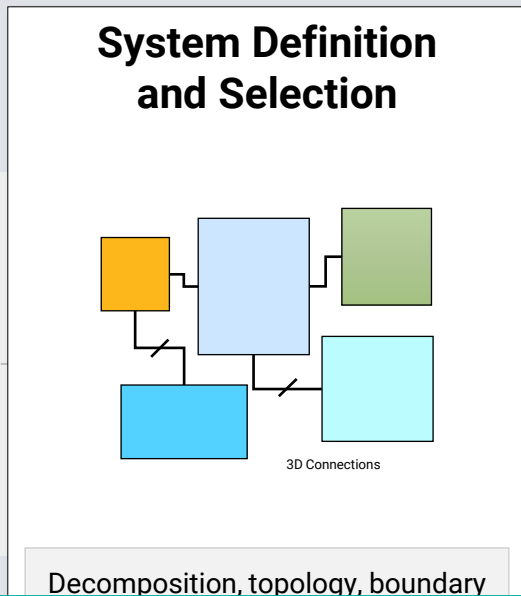 System Definition
and Selection
3D Connections
Decomposition, topology, boundary